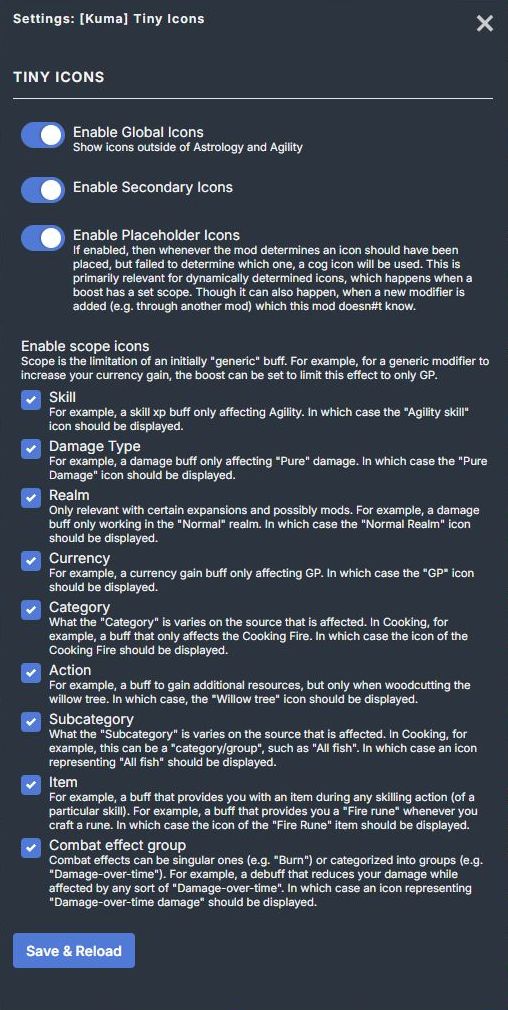 Settings: [Kuma] Tiny Icons
TINY ICONS
Enable Global Icons
Show icons outside of Astrology and Agility
Enable Secondary Icons
Enable Placeholder Icons
If enabled, then whenever the mod determines an icon should have been
placed, but failed to determine which one, a cog icon will be used. This is
primarily relevant for dynamically determined icons, which happens when a
boost has a set scope. Though it can also happen, when a new modifier is
added (e.g. through another mod) which this mod doesn#t know.
Enable scope icons
Scope is the limitation of an initially "generic" buff. For example, for a generic modifier to
increase your currency gain, the boost can be set to limit this effect to only GP.
Skill
For example, a skill xp buff only affecting Agility. In which case the "Agility skill"
icon should be displayed.
Damage Type
For example, a damage buff only affecting "Pure" damage. In which case the "Pure
Damage" icon should be displayed.
Realm
Only relevant with certain expansions and possibly mods. For example, a damage
buff only working in the "Normal" realm. In which case the "Normal Realm" icon
should be displayed.
Currency
For example, a currency gain buff only affecting GP. In which case the "GP" icon
should be displayed.
Category
What the "Category" is varies on the source that is affected. In Cooking, for
example, a buff that only affects the Cooking Fire. In which case the icon of the
Cooking Fire should be displayed.
Action
For example, a buff to gain additional resources, but only when woodcutting the
willow tree. In which case, the "Willow tree" icon should be displayed.
Subcategory
What the "Subcategory" is varies on the source that is affected. In Cooking, for
example, this can be a "category/group", such as "All fish". In which case an icon
representing "All fish" should be displayed.
Item
For example, a buff that provides you with an item during any skilling action (of a
particular skill). For example, a buff that provides you a "Fire rune" whenever you
craft a rune. In which case the icon of the "Fire Rune" item should be displayed.
Combat effect group
Combat effects can be singular ones (e.g. "Burn") or categorized into groups (e.g.
"Damage-over-time"). For example, a debuff that reduces your damage while
affected by any sort of "Damage-over-time". In which case an icon representing
"Damage-over-time damage" should be displayed.
Save & Reload